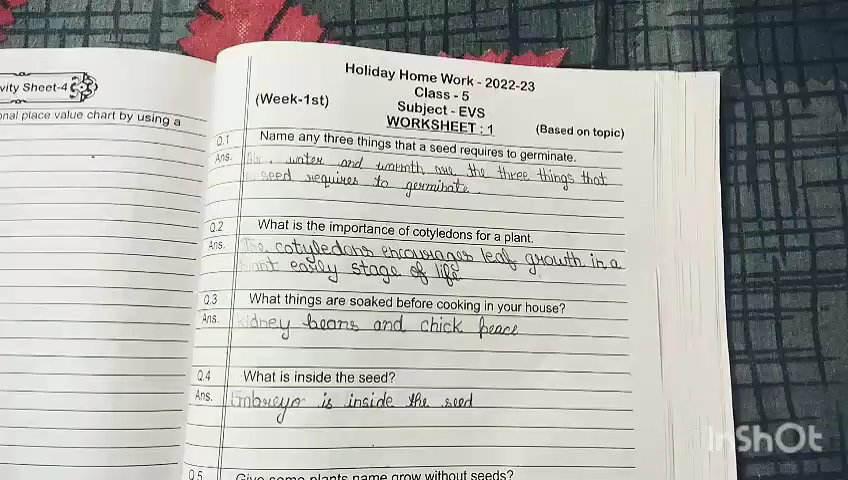 vity Sheet-4
onal place value chart by using a
Holiday Home Work - 2022-23
Class - 5
(Week-1st)
Subject - EVS
WORKSHEET : 1
(Based on topic)
Q.1 Name any three things that a seed requires to germinate.
Ans. Air, water and warmth are the three things that
a seed requires to germinate.
Q.2 What is the importance of cotyledons for a plant.
Ans. The cotyledons encourages leaf growth in a
plant early stage of life
Q.3 What things are soaked before cooking in your house?
Ans. kidney beans and chick peace
Q.4 What is inside the seed?
Ans. Embreyo is inside the seed
Q.5 Give some plants name grow without seeds?
InShOt